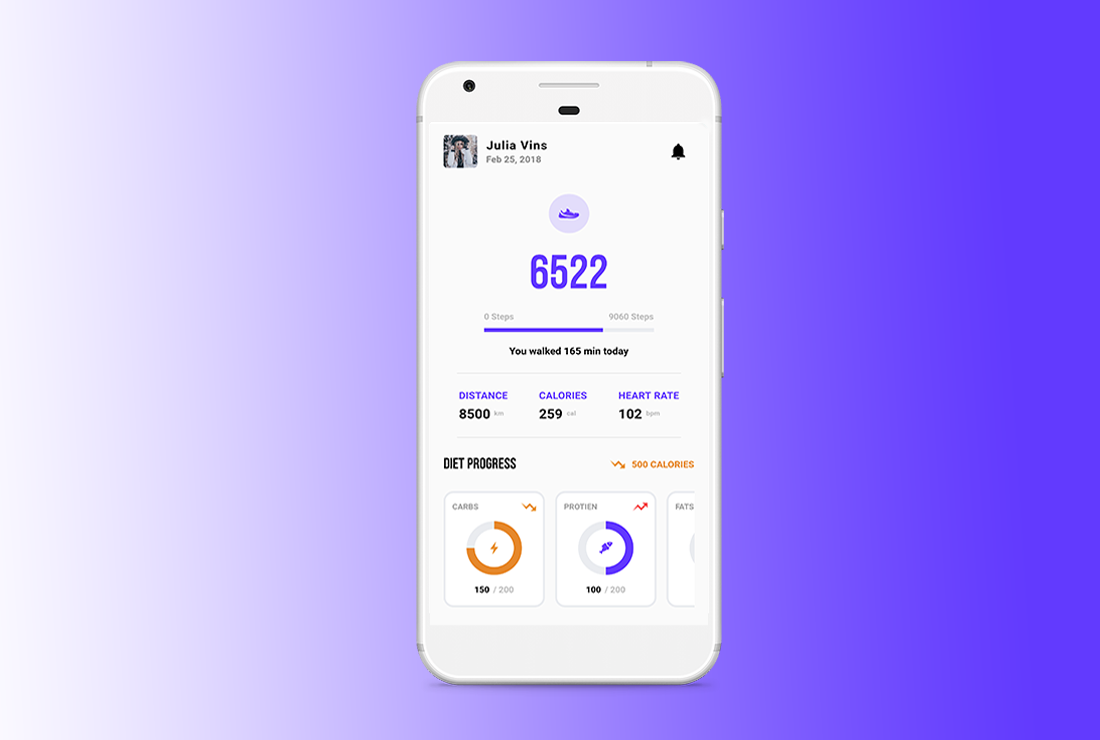 Julia Vins
Feb 25, 2018
6522
0 Steps 9060 Steps
You walked 165 min today
DISTANCE CALORIES HEART RATE
8500 km 259 cal 102 bpm
DIET PROGRESS 500 CALORIES
CARBS PROTIEN FATS
150 / 200 100 / 200